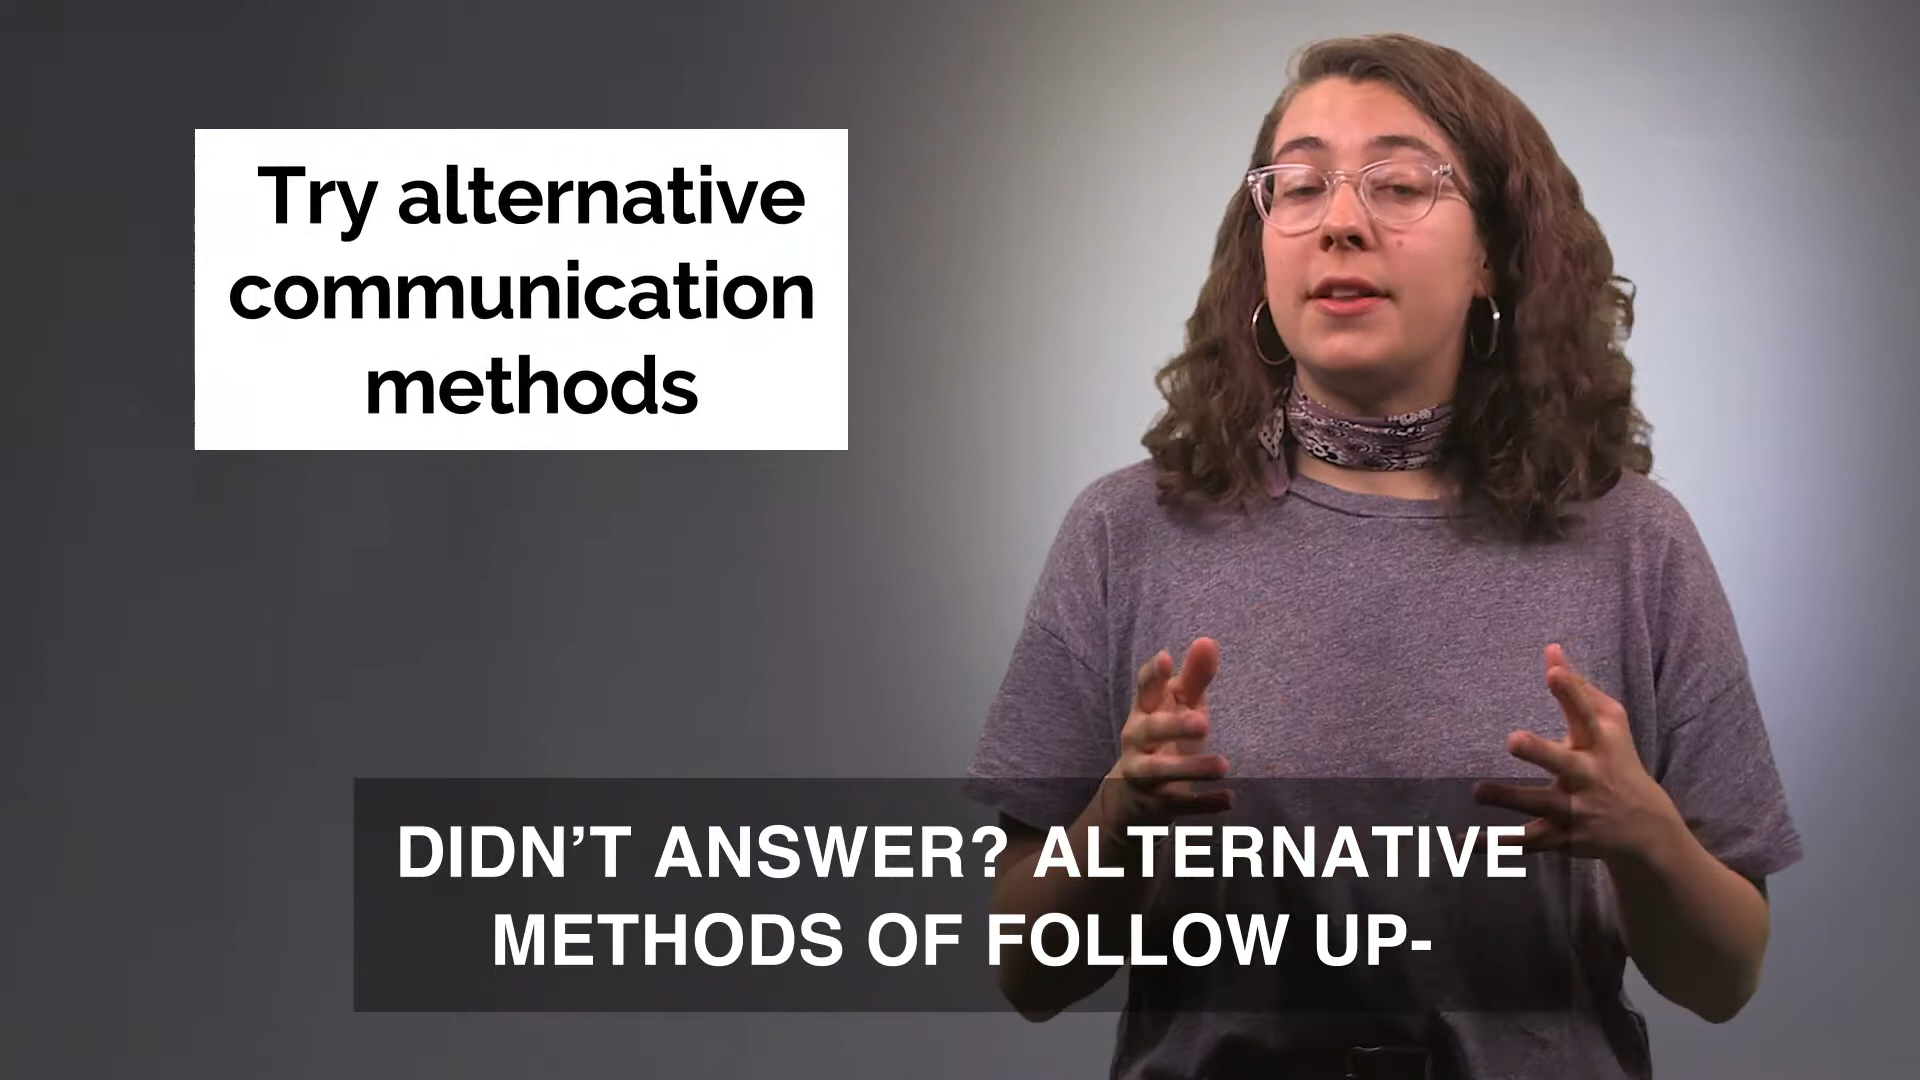 Try alternative
communication
methods
DIDN’T ANSWER? ALTERNATIVE
METHODS OF FOLLOW UP-